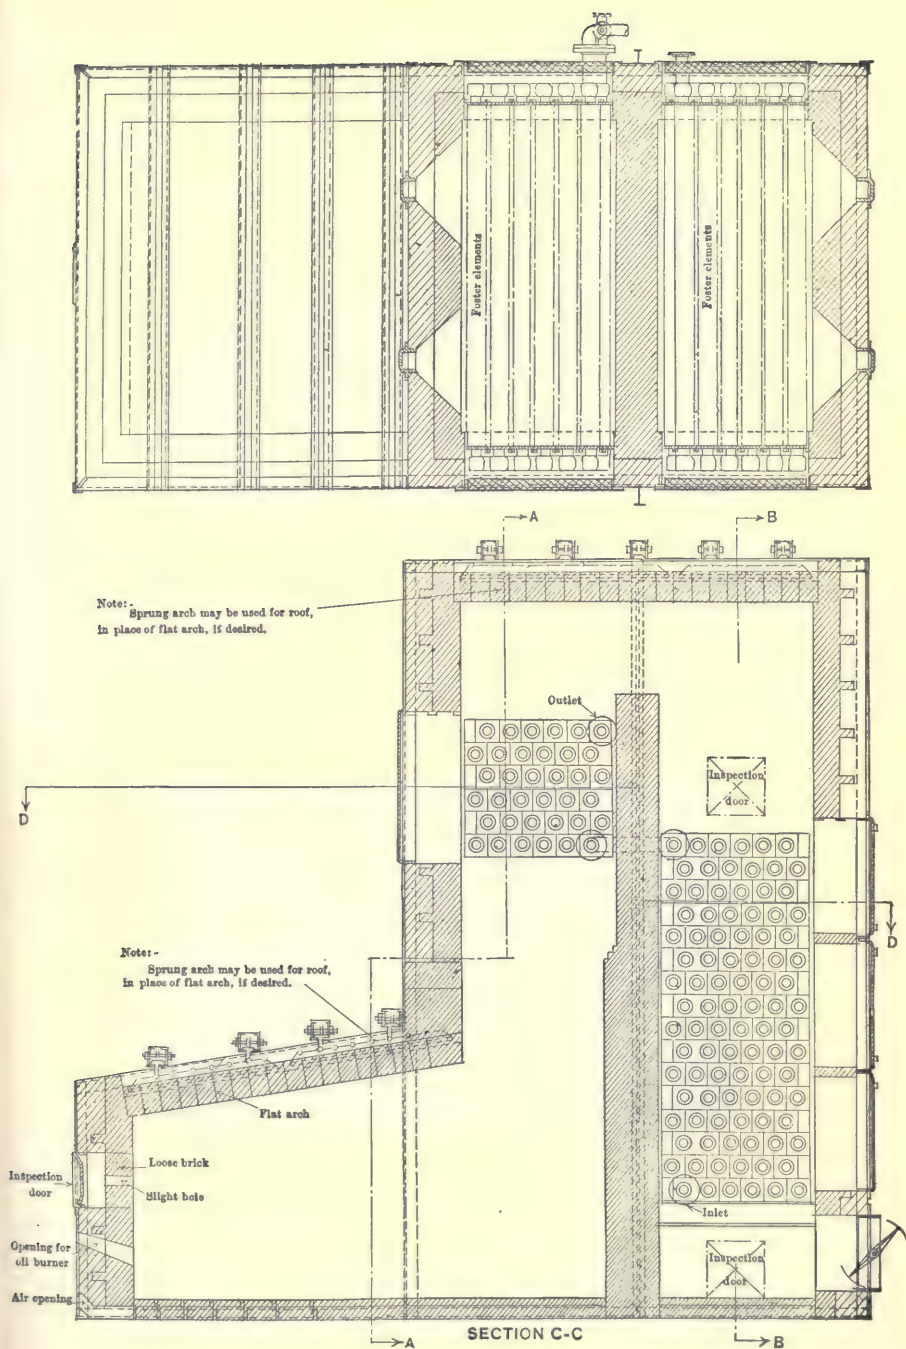 Foster elements
Foster elements
A
B
Note:-
Sprung arch may be used for roof,
in place of flat arch, if desired.
Outlet
Inspection
door
D
D
Note:-
Sprung arch may be used for roof,
in place of flat arch, if desired.
Flat arch
Loose brick
Inspection
door
Slight hole
Inlet
Opening for
oil burner
Inspection
door
Air opening
SECTION C-C
A
B